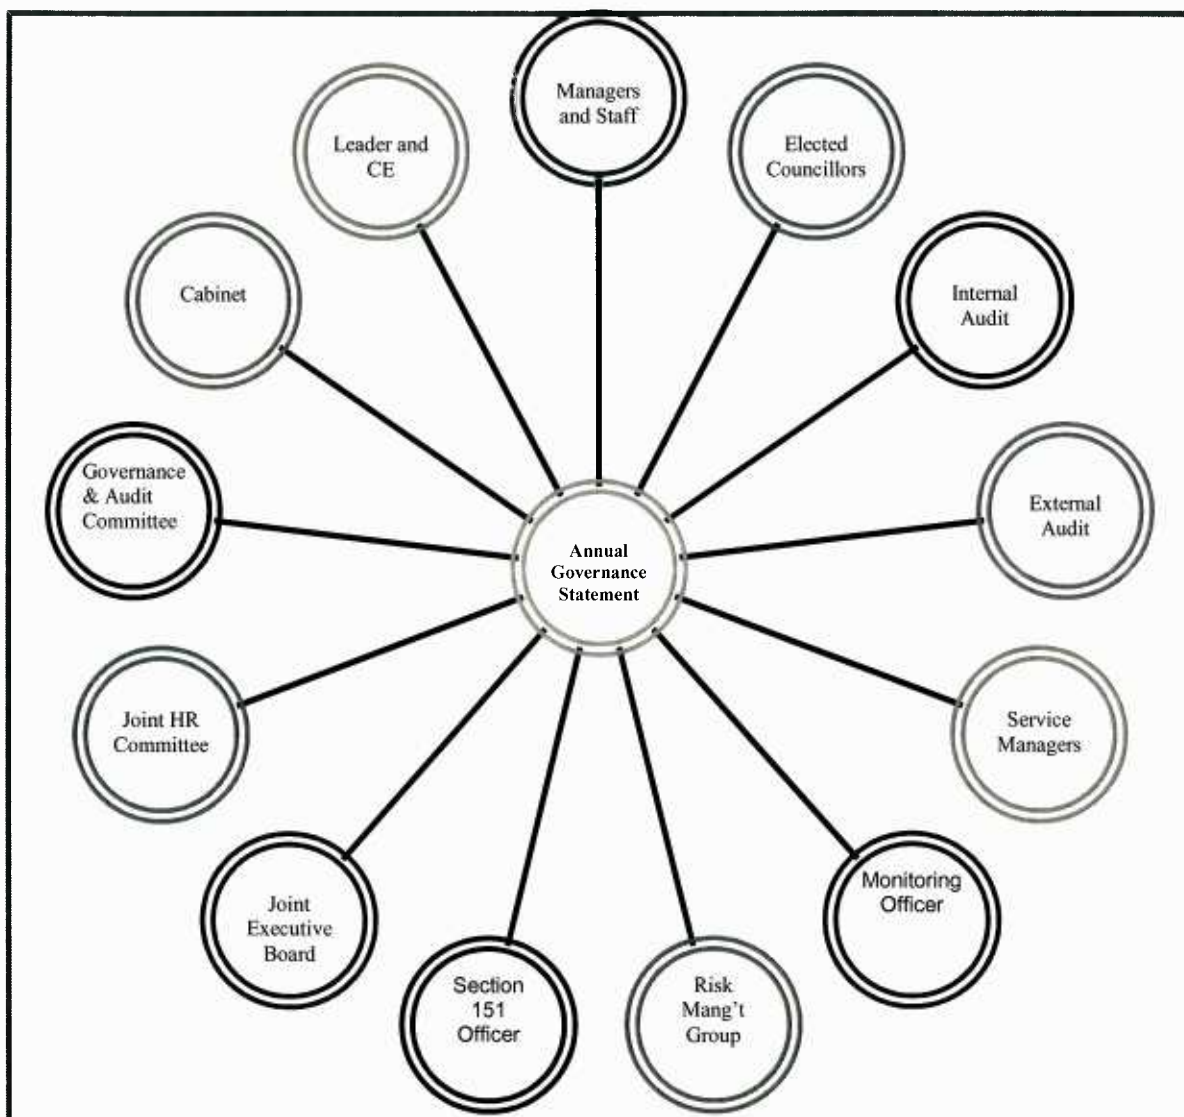 Managers
and Staff
Elected
Councillors
Internal
Audit
External
Audit
Service
Managers
Monitoring
Officer
Risk
Mang't
Group
Section
151
Officer
Joint
Executive
Board
Joint HR
Committee
Governance
& Audit
Committee
Cabinet
Leader and
CE
Annual
Governance
Statement